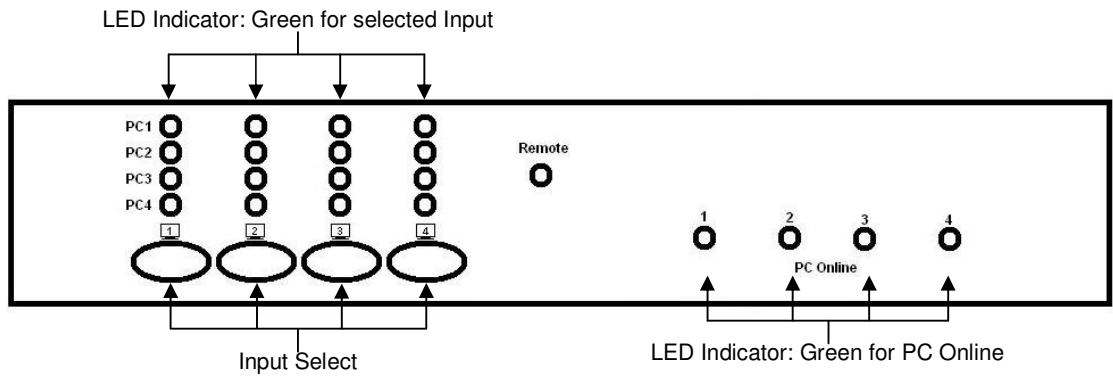 LED Indicator: Green for selected Input
PC1
PC2
PC3
PC4
1 2 3 4
Remote
1 2 3 4
PC Online
Input Select
LED Indicator: Green for PC Online